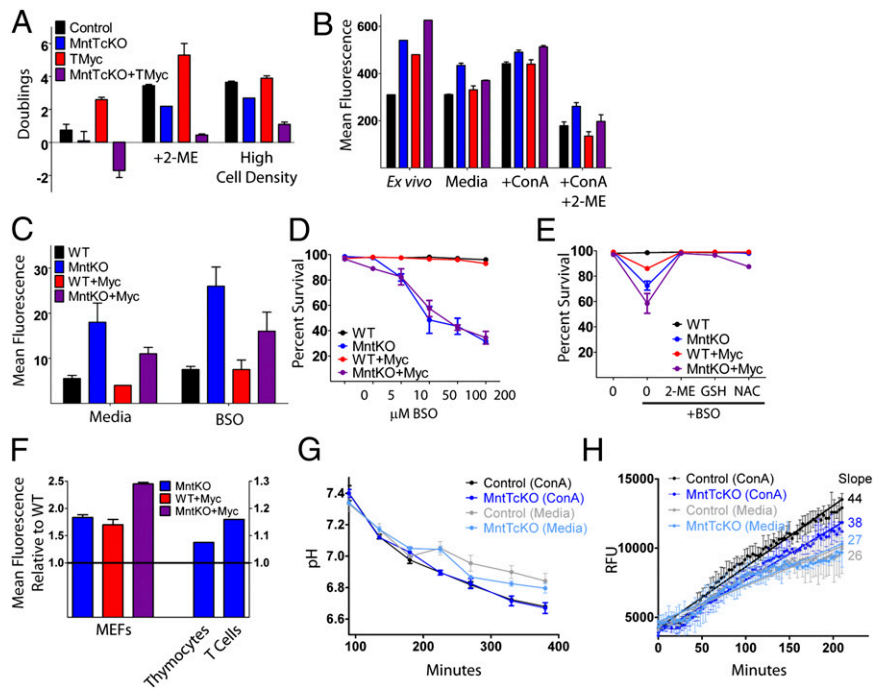 A
Control
MntTcKO
TMyc
MntTcKO+TMyc
Doublings
6
4
2
0
-2
+2-ME
High
Cell Density
B
Mean Fluorescence
600
400
200
Ex vivo
Media
+ConA
+ConA
+2-ME
C
WT
MntKO
WT+Myc
MntKO+Myc
Mean Fluorescence
30
20
10
Media
BSO
D
Percent Survival
100
80
60
40
20
WT
MntKO
WT+Myc
MntKO+Myc
0 5 10 50 100 200
μM BSO
E
Percent Survival
100
80
60
40
20
WT
MntKO
WT+Myc
MntKO+Myc
0 0 2-ME GSH NAC
+BSO
F
Mean Fluorescence
Relative to WT
2.5
2.0
1.5
1.0
MntKO
WT+Myc
MntKO+Myc
1.3
1.2
1.1
1.0
MEFs
Thymocytes
T Cells
G
Control (ConA)
MntTcKO (ConA)
Control (Media)
MntTcKO (Media)
pH
7.4
7.2
7.0
6.8
6.6
100 200 300 400
Minutes
H
Control (ConA)
MntTcKO (ConA)
Control (Media)
MntTcKO (Media)
Slope
44
38
27
26
RFU
15000
10000
5000
0 50 100 150 200
Minutes